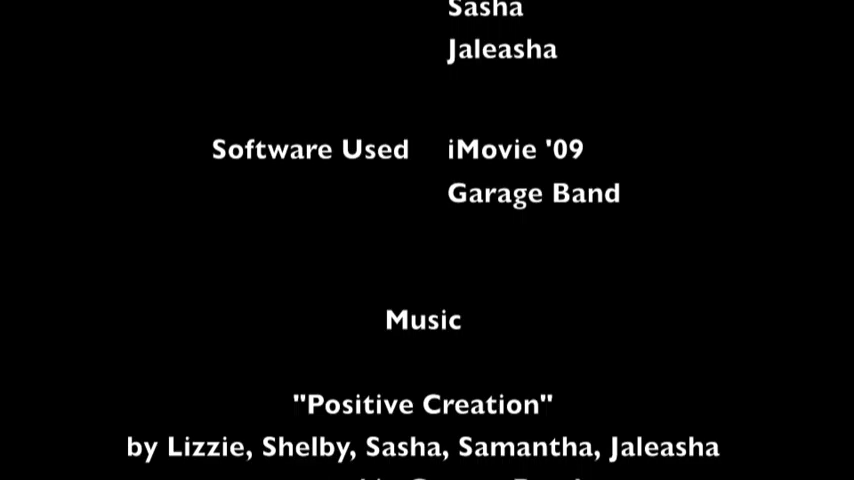 Sasha
Jaleasha
Software Used iMovie '09
Garage Band
Music
"Positive Creation"
by Lizzie, Shelby, Sasha, Samantha, Jaleasha